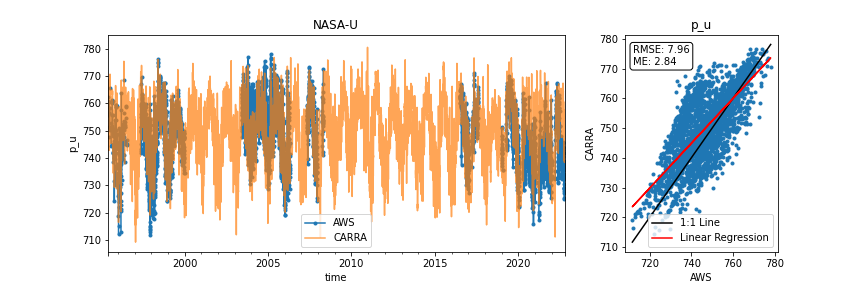 NASA-U
p_u
780
770
760
750
740
730
720
710
p_u
AWS
CARRA
2000
2005
2010
2015
2020
time
RMSE: 7.96
ME: 2.84
780
770
760
750
740
730
720
710
CARRA
1:1 Line
Linear Regression
720
740
760
780
AWS